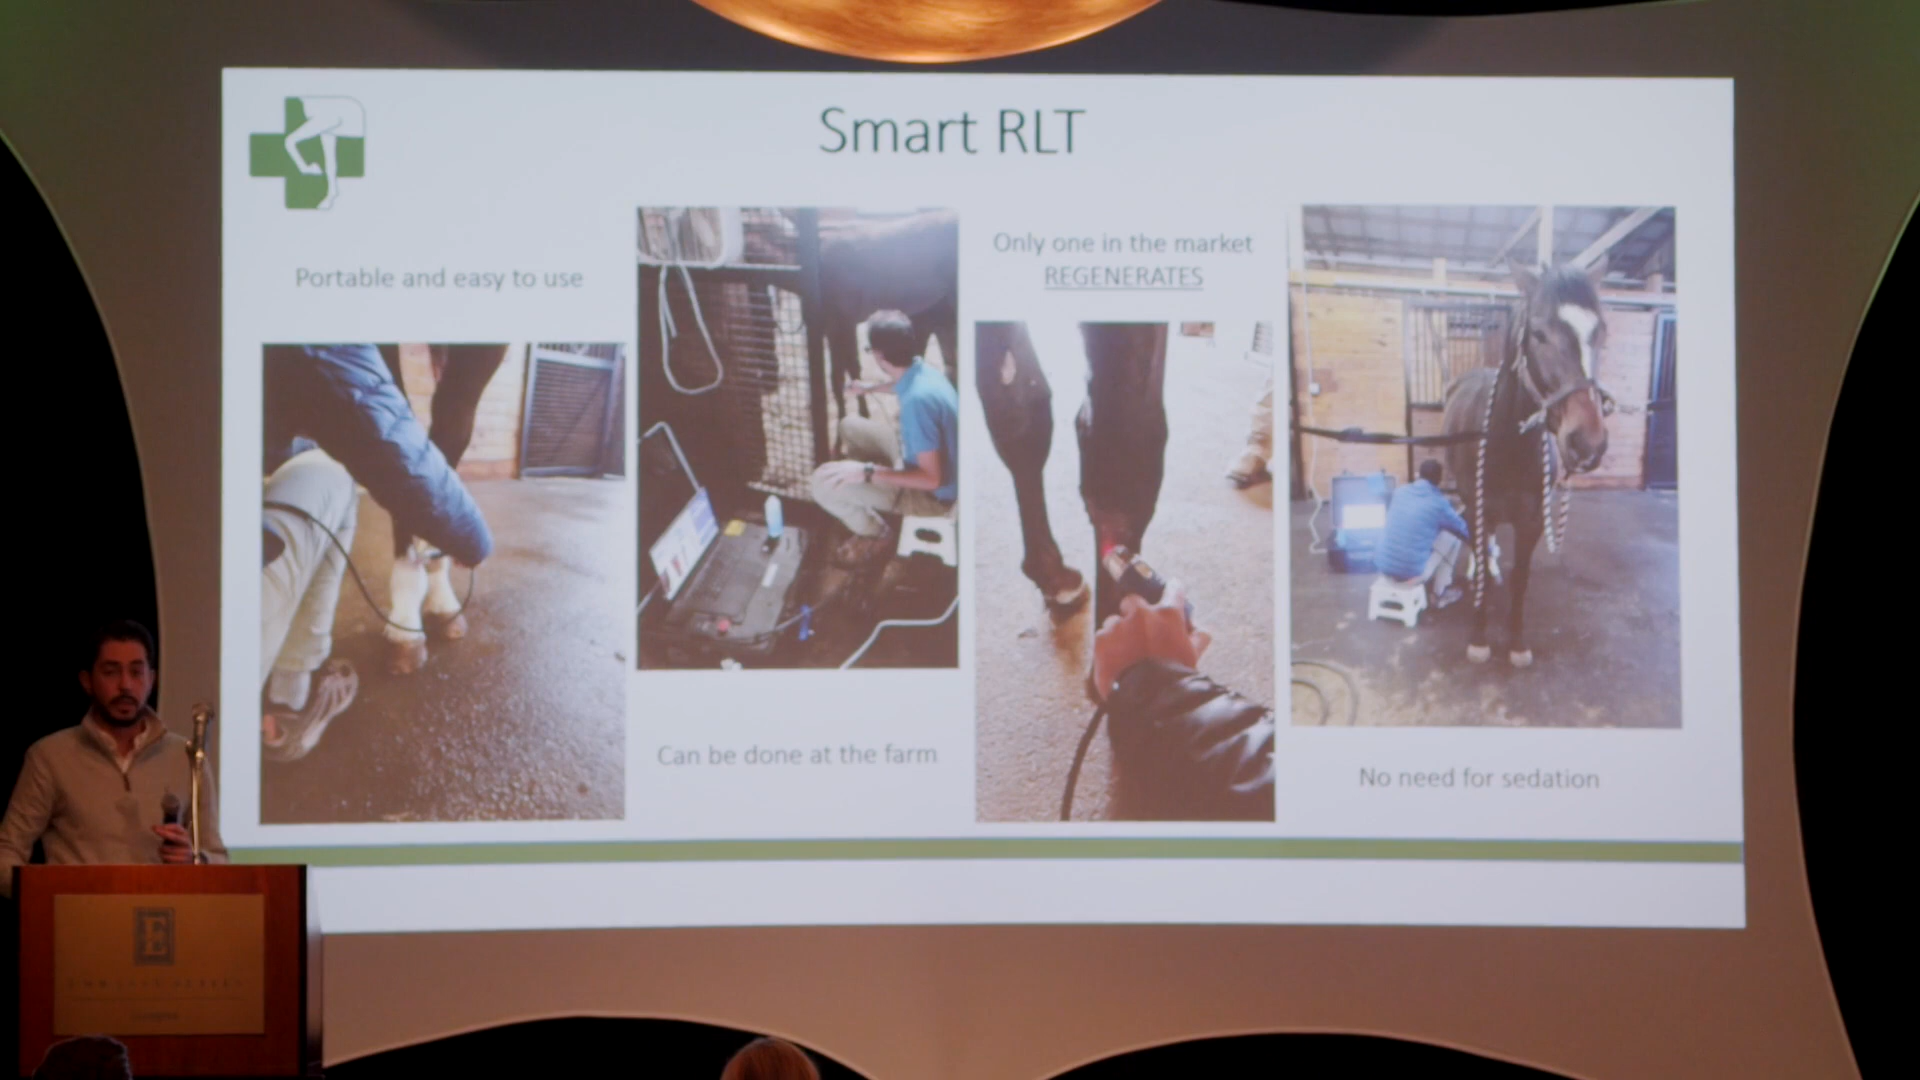 Smart RLT
Portable and easy to use
Can be done at the farm
Only one in the market
REGENERATES
No need for sedation
E